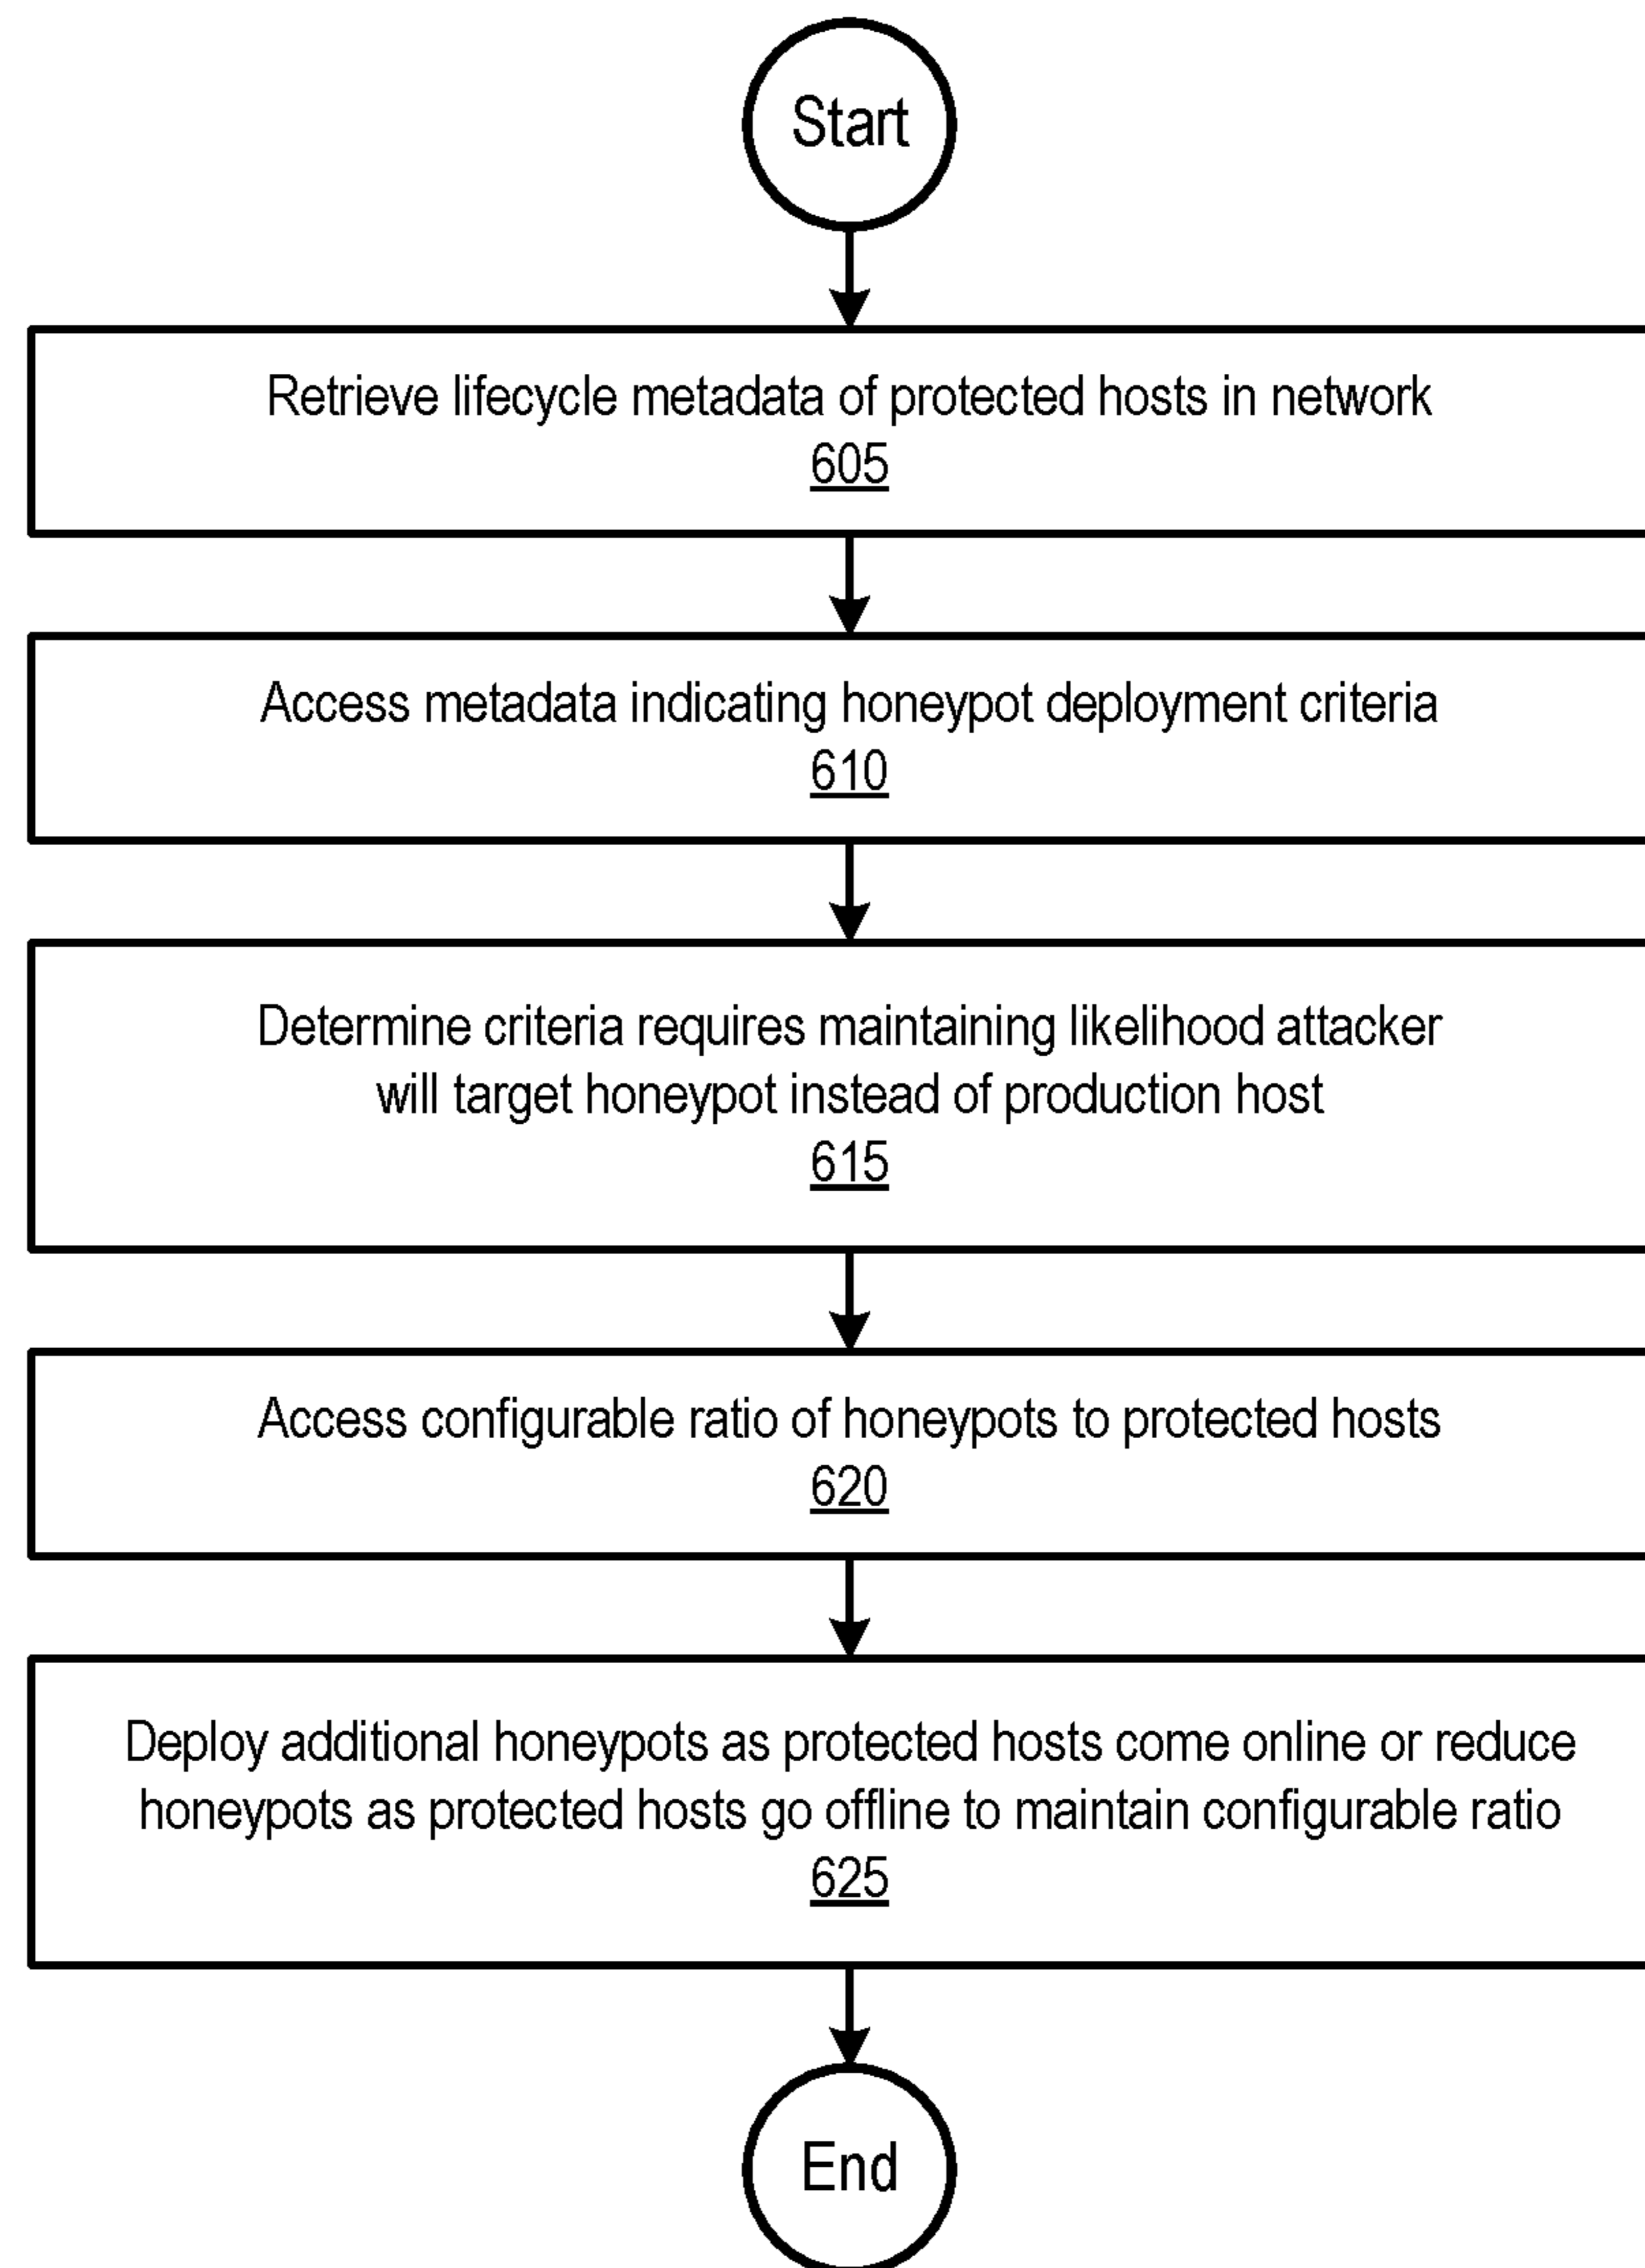 Start
Retrieve lifecycle metadata of protected hosts in network
605
Access metadata indicating honeypot deployment criteria
610
Determine criteria requires maintaining likelihood attacker
will target honeypot instead of production host
615
Access configurable ratio of honeypots to protected hosts
620
Deploy additional honeypots as protected hosts come online or reduce
honeypots as protected hosts go offline to maintain configurable ratio
625
End